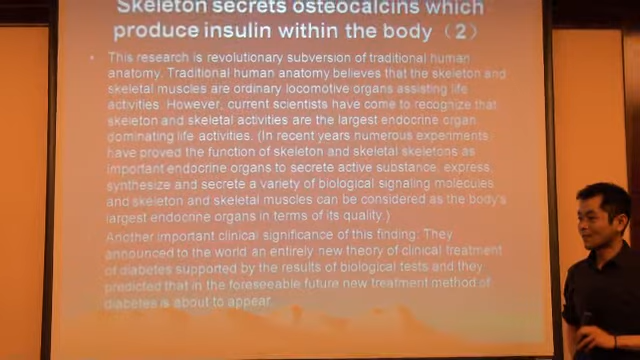 Skeleton secrets osteocalcins which
produce insulin within the body（2）
• This research is revolutionary subversion of traditional human
anatomy. Traditional human anatomy believes that the skeleton and
skeletal muscles are ordinary locomotive organs assisting life
activities. However, current scientists have come to recognize that
skeleton and skeletal activities are the largest endocrine organ
dominating life activities. (In recent years numerous experiments
have proved the function of skeleton and skeletal skeletons as
important endocrine organs to secrete active substance, express,
synthesize and secrete a variety of biological signaling molecules
and skeleton and skeletal muscles can be considered as the body's
largest endocrine organs in terms of its quality.)
Another important clinical significance of this finding: They
announced to the world an entirely new theory of clinical treatment
of diabetes supported by the results of biological tests and they
predicted that in the foreseeable future new treatment method of
diabetes is about to appear.